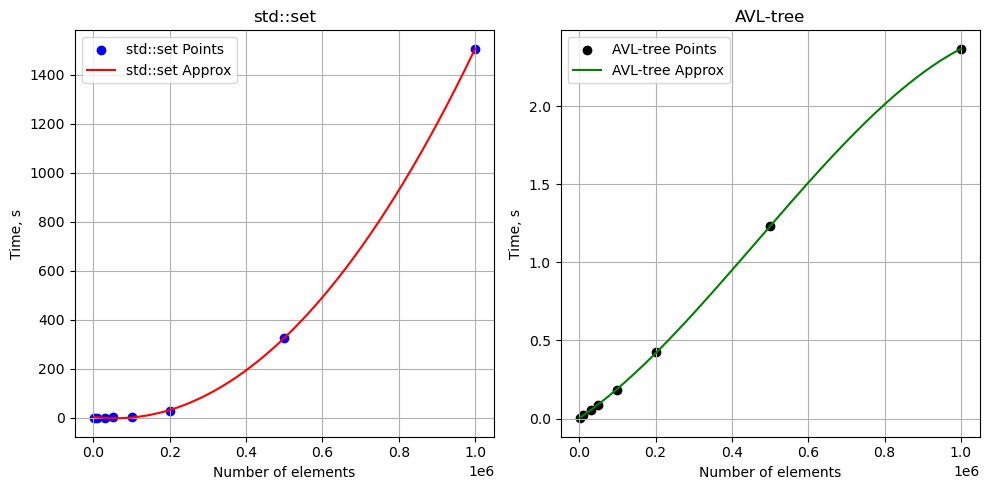 std::set
std::set Points
std::set Approx
Time, s
1400
1200
1000
800
600
400
200
0
0.0 0.2 0.4 0.6 0.8 1.0
1e6
Number of elements
AVL-tree
AVL-tree Points
AVL-tree Approx
Time, s
2.0
1.5
1.0
0.5
0.0
0.0 0.2 0.4 0.6 0.8 1.0
1e6
Number of elements